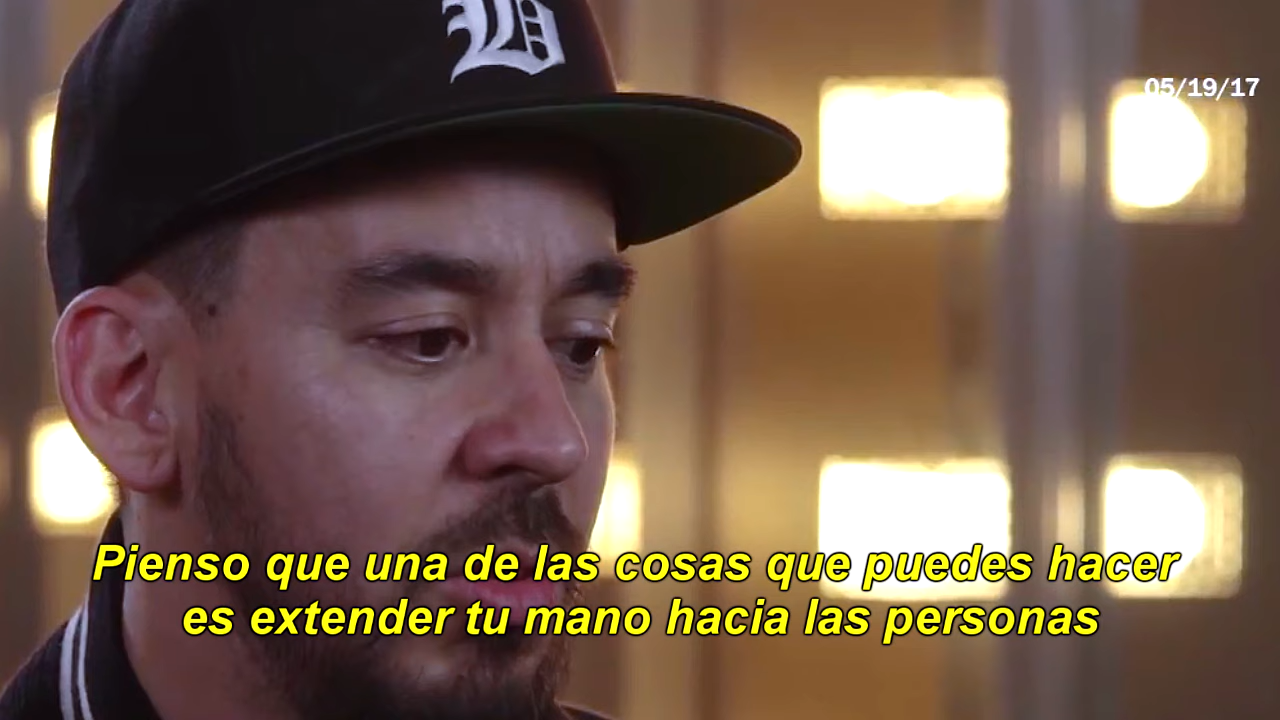 05/19/17
Pienso que una de las cosas que puedes hacer
es extender tu mano hacia las personas